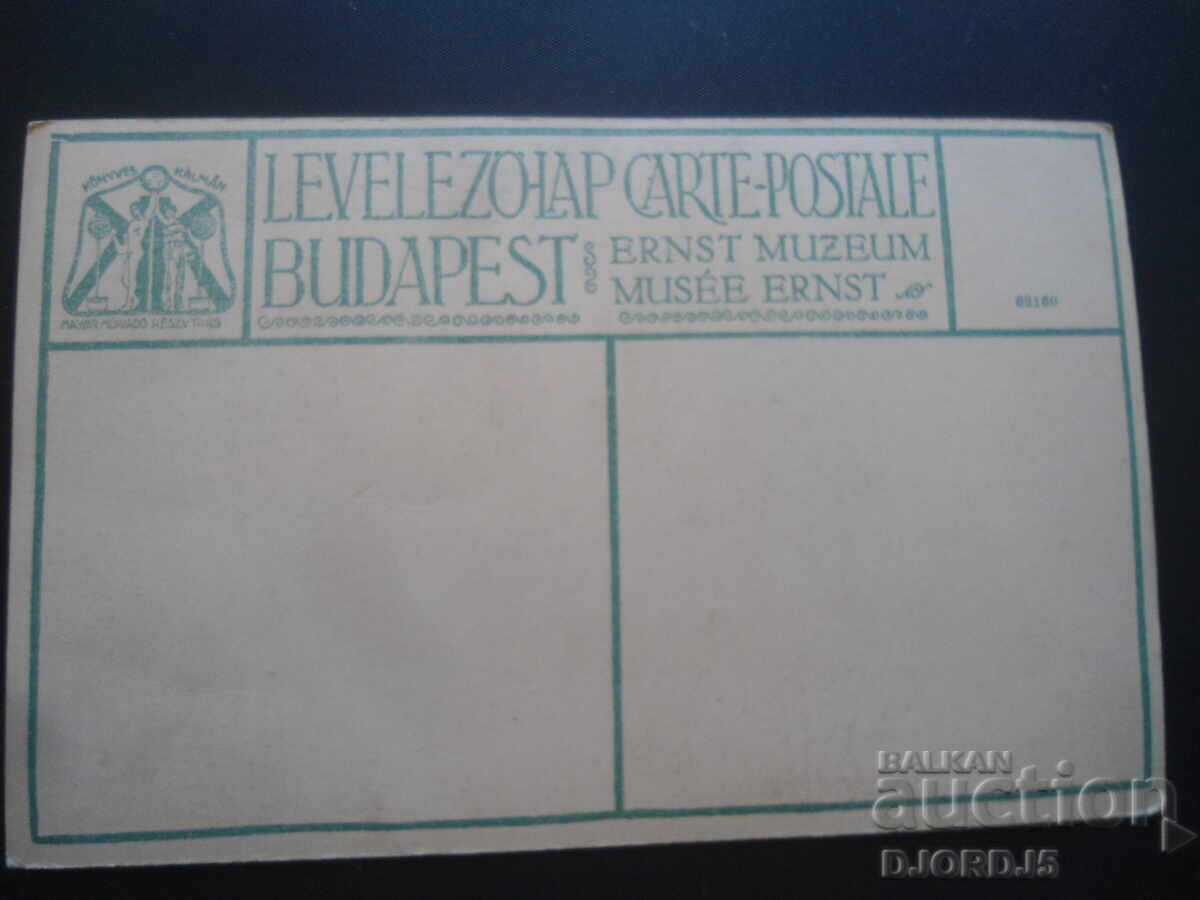 KÖNYVES KÁLMÁN
MAGYAR MŰKIADÓ RÉSZV. TÁRS
LEVELEZŐ-LAP CARTE-POSTALE
BUDAPEST ERNST MUZEUM
MUSÉE ERNST
BALKAN
auction
DJORDJ5